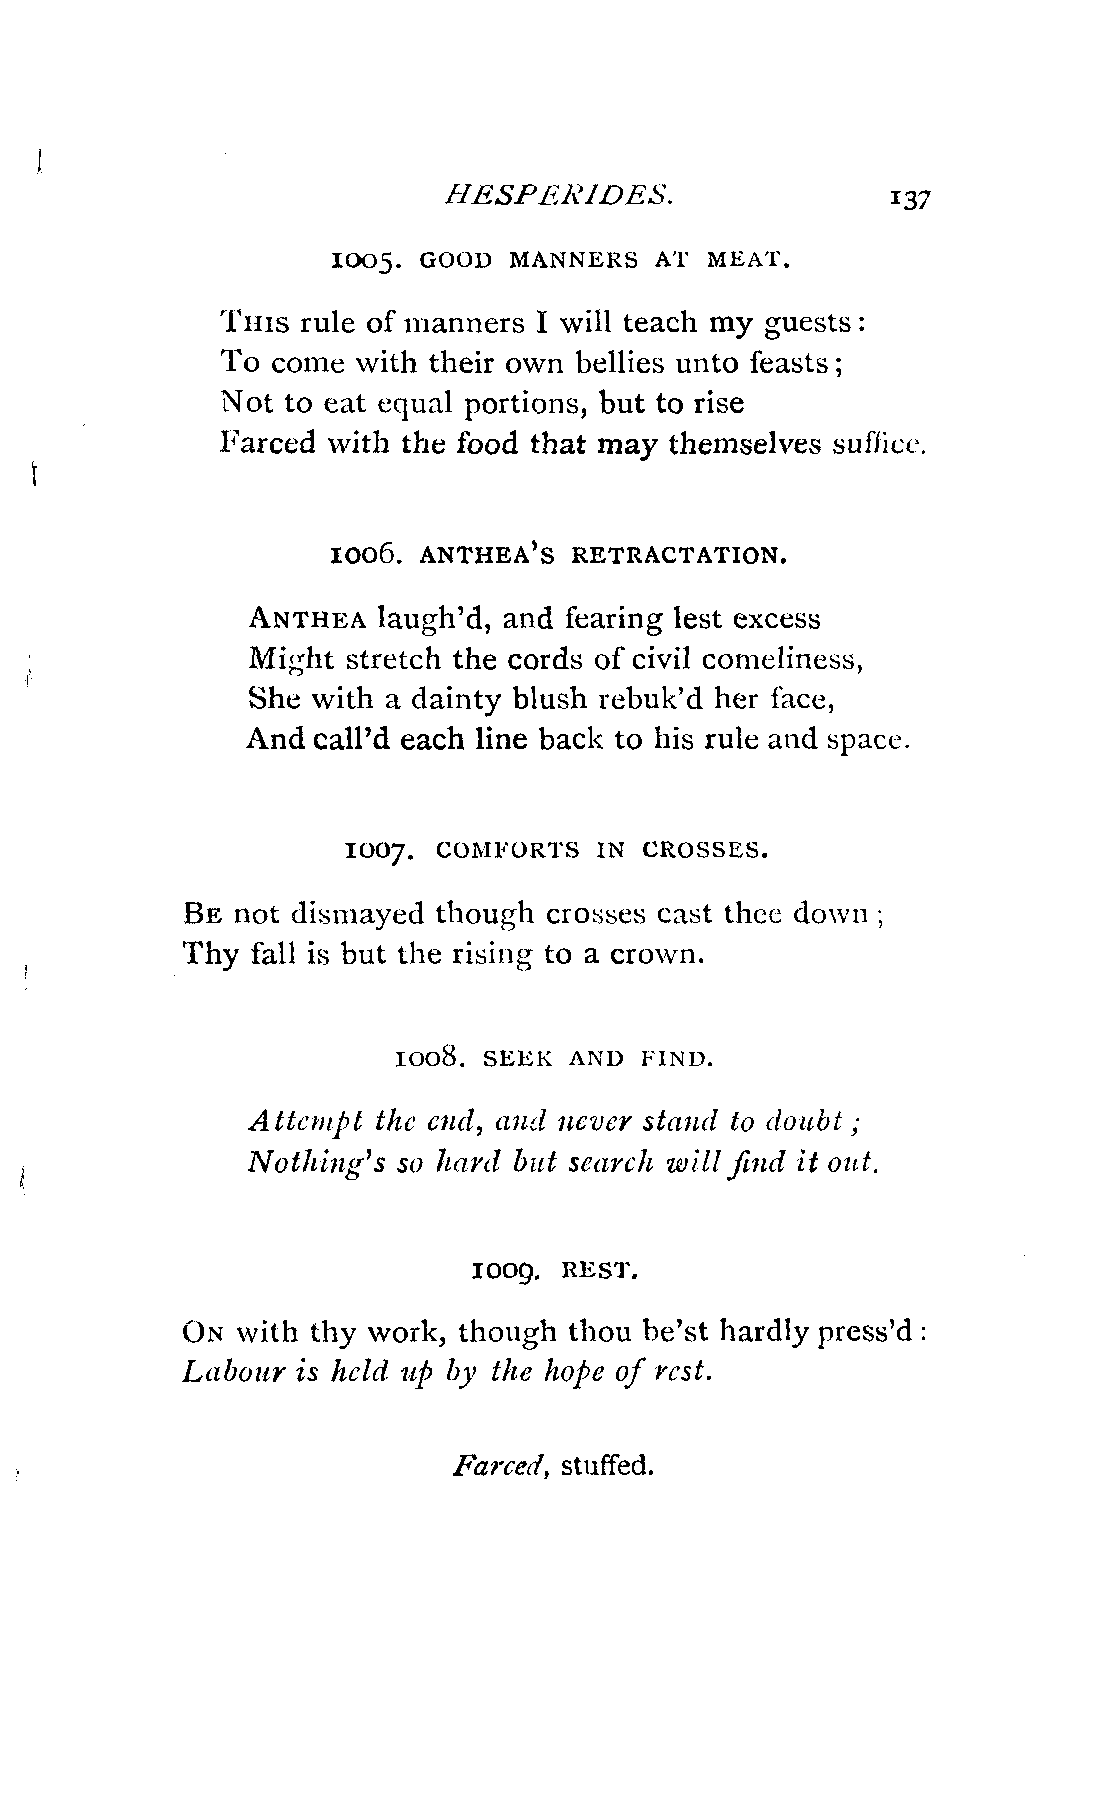 HESPERIDES. 137
1005. GOOD MANNERS AT MEAT.
THIS rule of manners I will teach my guests:
To come with their own bellies unto feasts;
Not to eat equal portions, but to rise
Farced with the food that may themselves suffice.
1006. ANTHEA'S RETRACTATION.
ANTHEA laugh'd, and fearing lest excess
Might stretch the cords of civil comeliness,
She with a dainty blush rebuk'd her face,
And call'd each line back to his rule and space.
1007. COMFORTS IN CROSSES.
BE not dismayed though crosses cast thee down;
Thy fall is but the rising to a crown.
1008. SEEK AND FIND.
Attempt the end, and never stand to doubt;
Nothing's so hard but search will find it out.
1009. REST.
ON with thy work, though thou be'st hardly press'd:
Labour is held up by the hope of rest.
Farced, stuffed.